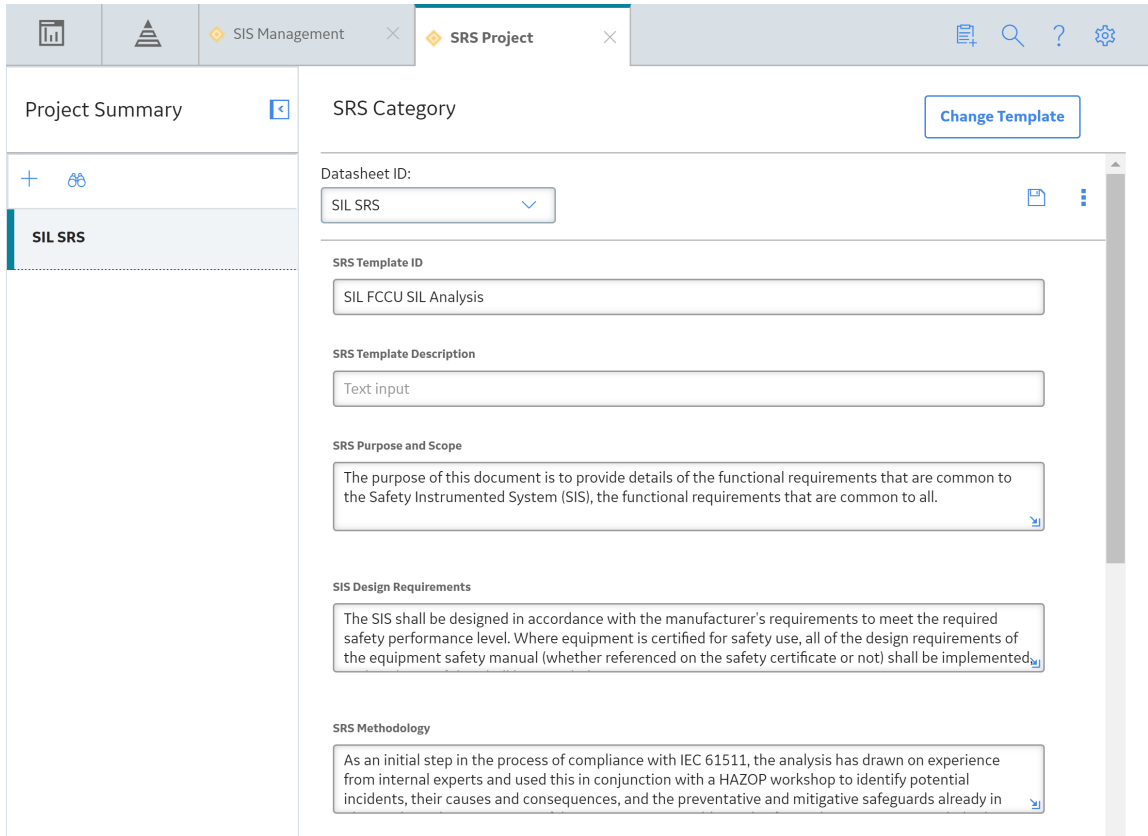 SIS Management
SRS Project
Project Summary
SRS Category
Change Template
Datasheet ID:
SIL SRS
SIL SRS
SRS Template ID
SIL FCCU SIL Analysis
SRS Template Description
Text input
SRS Purpose and Scope
The purpose of this document is to provide details of the functional requirements that are common to
the Safety Instrumented System (SIS), the functional requirements that are common to all.
SIS Design Requirements
The SIS shall be designed in accordance with the manufacturer's requirements to meet the required
safety performance level. Where equipment is certified for safety use, all of the design requirements of
the equipment safety manual (whether referenced on the safety certificate or not) shall be implemented
SRS Methodology
As an initial step in the process of compliance with IEC 61511, the analysis has drawn on experience
from internal experts and used this in conjunction with a HAZOP workshop to identify potential
incidents, their causes and consequences, and the preventative and mitigative safeguards already in